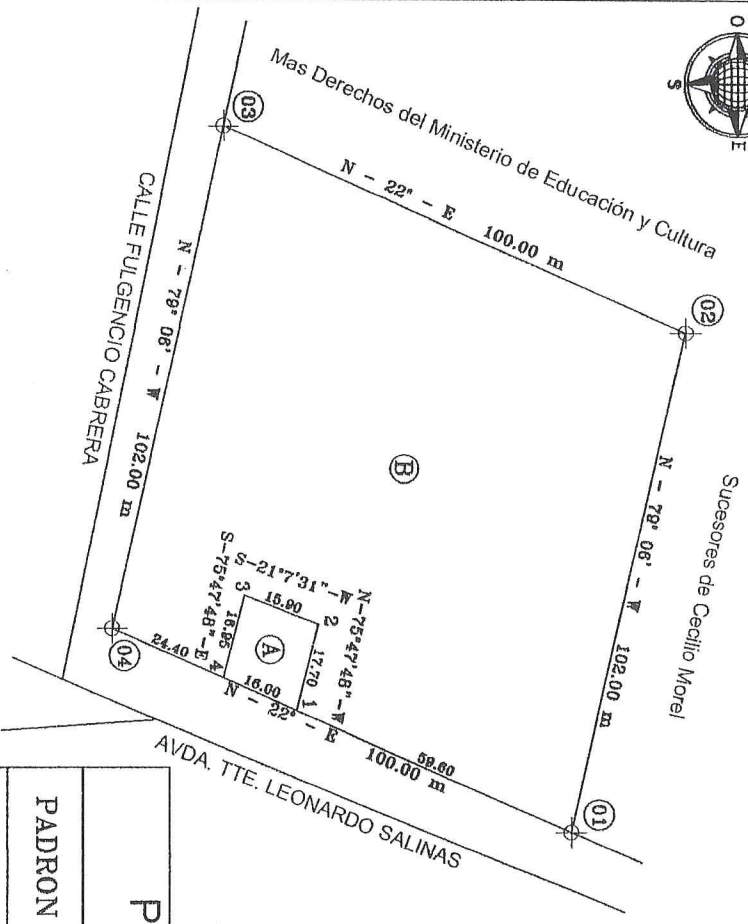 O
E
S
Mas Derechos del Ministerio de Educación y Cultura
Sucesores de Cecilio Morel
03
02
N - 22° - E 100.00 m
N - 79° 06' - W 102.00 m
B
N - 79° 06' - W 102.00 m
CALLE FULGENCIO CABRERA
N-75°47'48"-W
S-21°7'31"-W
S-75°47'48"-E
3
15.90
2
17.70
A
16.95
4
16.00
1
24.40
04
N - 22° - E 100.00 m
59.60
01
AVDA. TTE. LEONARDO SALINAS
P
PADRON